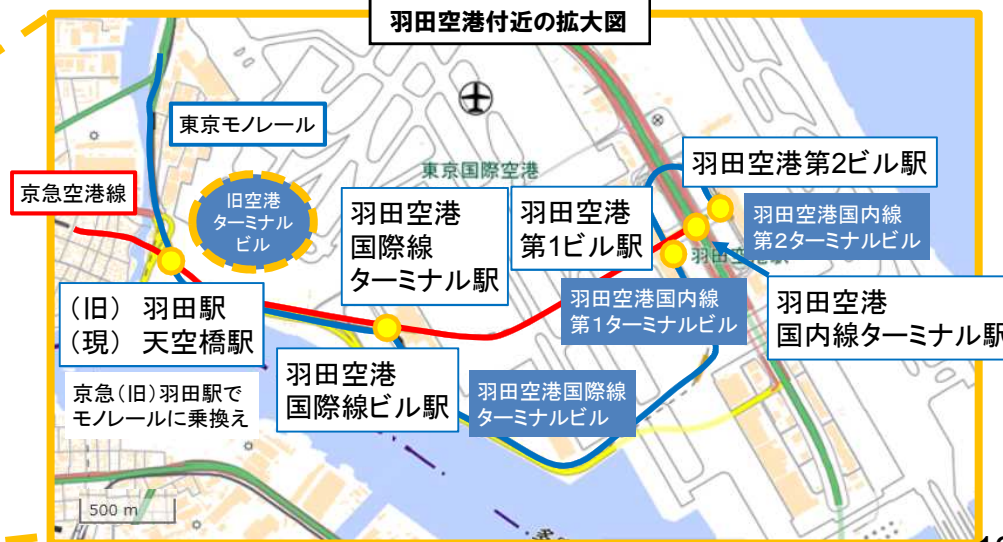 羽田空港付近の拡大図
東京モノレール
京急空港線
旧空港
ターミナル
ビル
東京国際空港
羽田空港
国際線
ターミナル駅
羽田空港
第1ビル駅
羽田空港第2ビル駅
羽田空港国内線
第2ターミナルビル
羽田空港
国内線ターミナル駅
羽田空港国内線
第1ターミナルビル
(旧) 羽田駅
(現) 天空橋駅
京急(旧)羽田駅で
モノレールに乗換え
羽田空港
国際線ビル駅
羽田空港国際線
ターミナルビル
500 m